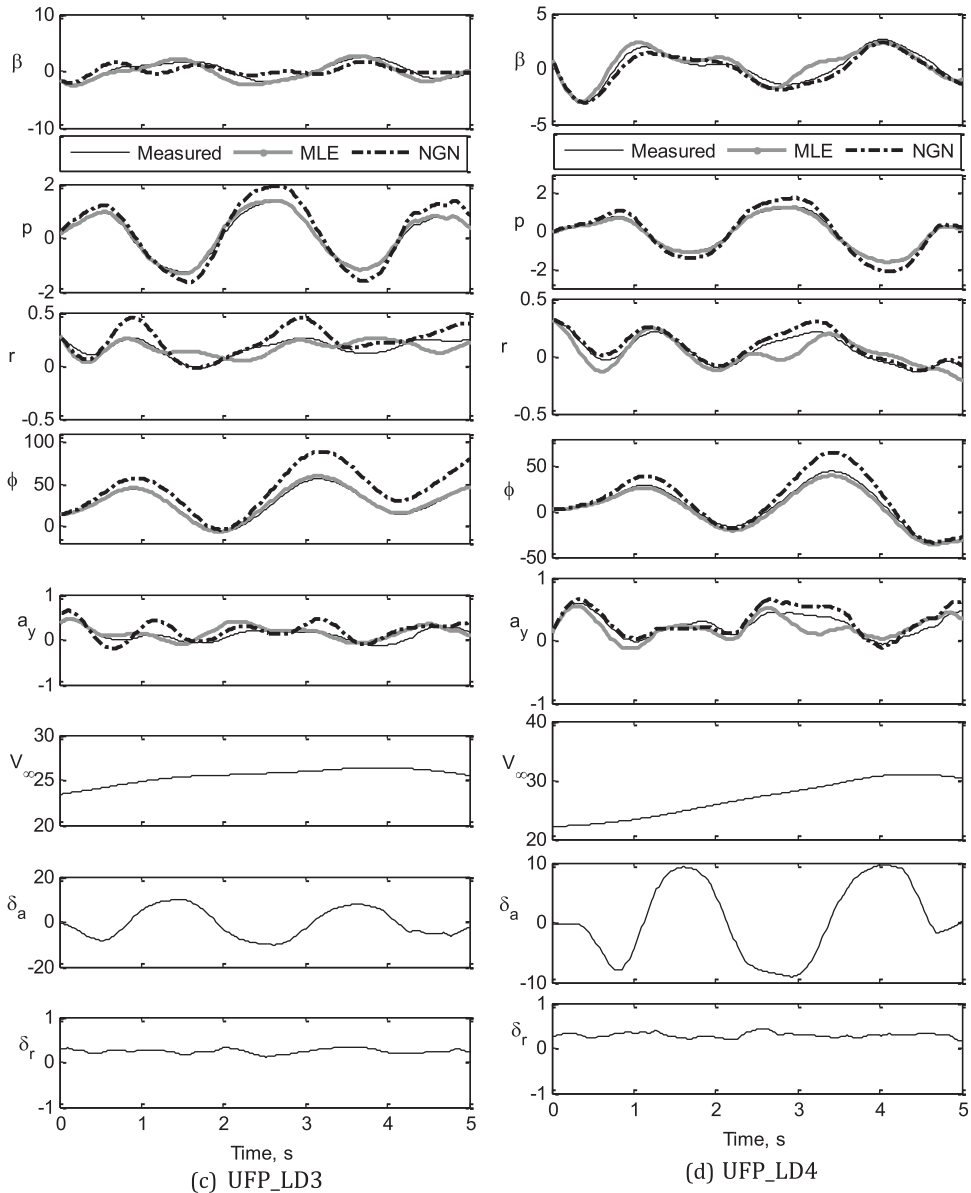 10
β 0
-10
Measured MLE NGN
2
p 0
-2
0.5
r 0
-0.5
100
ϕ 50
0
1
a_y 0
-1
30
V_∞ 25
20
20
δ_a 0
-20
1
δ_r 0
-1
0 1 2 3 4 5
Time, s
(c) UFP_LD3
5
β 0
-5
Measured MLE NGN
2
p 0
-2
0.5
r 0
-0.5
50
ϕ 0
-50
1
a_y 0
-1
40
V_∞ 30
20
10
δ_a 0
-10
1
δ_r 0
-1
0 1 2 3 4 5
Time, s
(d) UFP_LD4